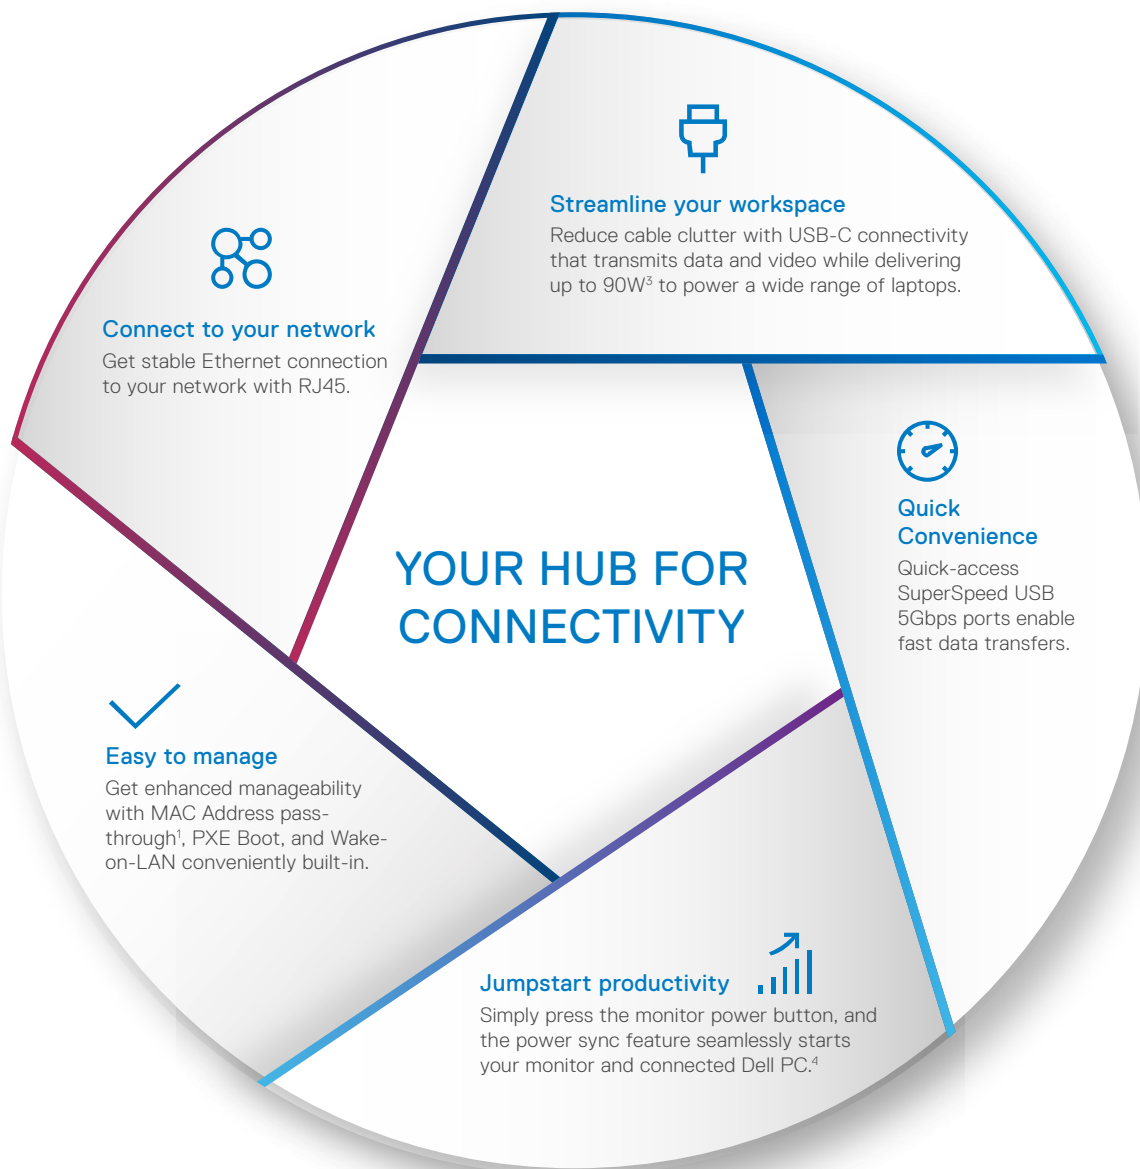 Streamline your workspace
Reduce cable clutter with USB-C connectivity
that transmits data and video while delivering
up to 90W³ to power a wide range of laptops.
Connect to your network
Get stable Ethernet connection
to your network with RJ45.
Quick
Convenience
Quick-access
SuperSpeed USB
5Gbps ports enable
fast data transfers.
YOUR HUB FOR
CONNECTIVITY
Easy to manage
Get enhanced manageability
with MAC Address pass-
through¹, PXE Boot, and Wake-
on-LAN conveniently built-in.
Jumpstart productivity
Simply press the monitor power button, and
the power sync feature seamlessly starts
your monitor and connected Dell PC.⁴